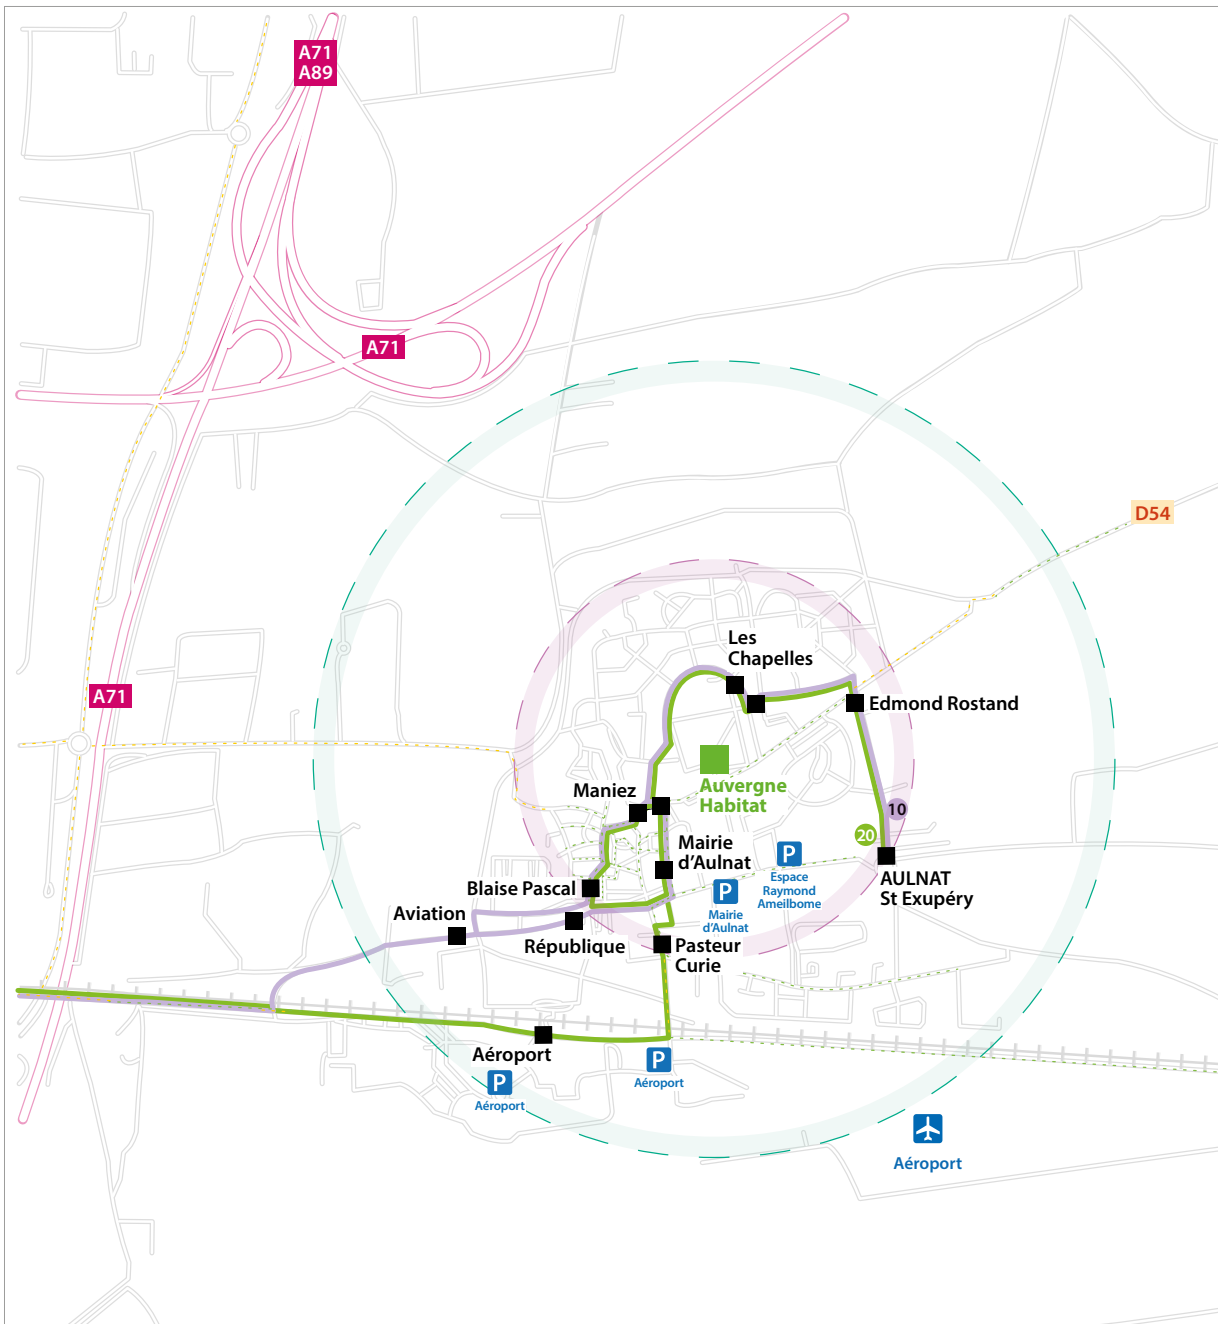 A71
A89
A71
D54
Les
Chapelles
A71
Edmond Rostand
Auvergne
Habitat
Maniez
10
20
Mairie
d'Aulnat
P
Espace
Raymond
Ameilbome
AULNAT
St Exupéry
Blaise Pascal
P
Mairie
d'Aulnat
Aviation
République
Pasteur
Curie
Aéroport
P
Aéroport
P
Aéroport
Aéroport